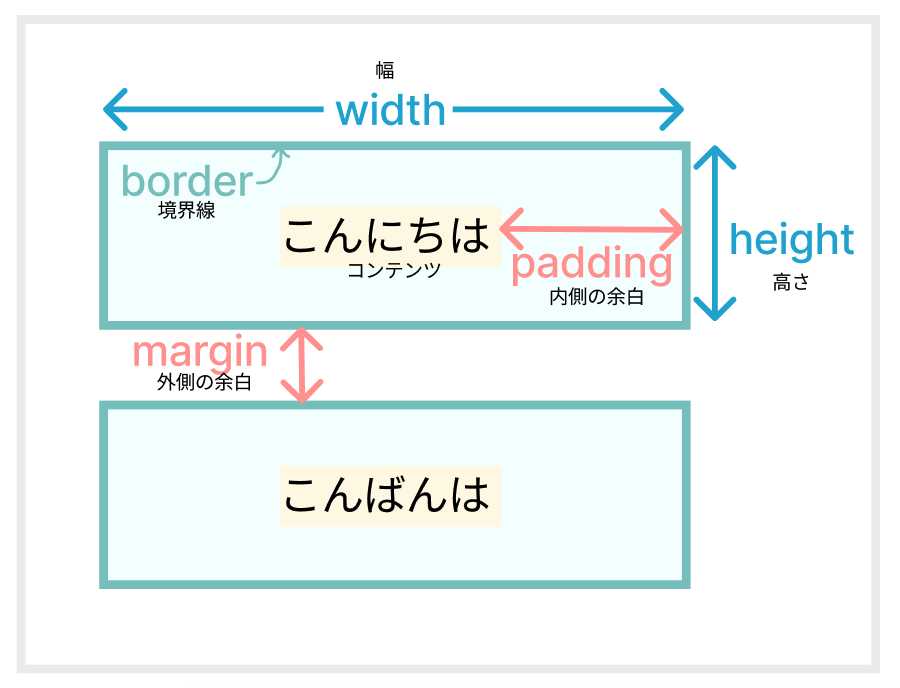 幅
width
border
境界線
こんにちは
コンテンツ
padding
内側の余白
height
高さ
margin
外側の余白
こんばんは